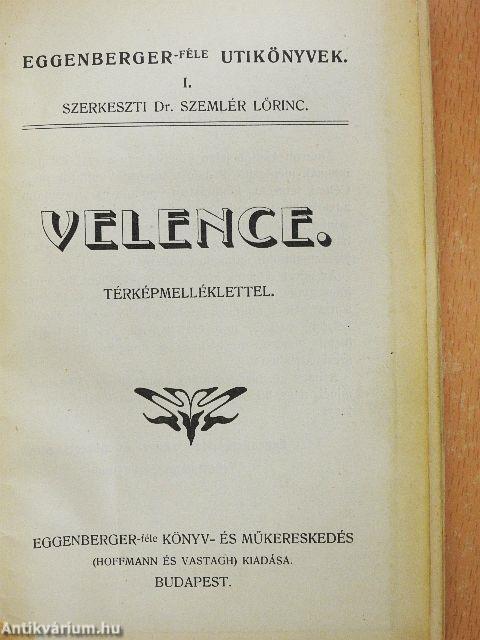 EGGENBERGER-FÉLE UTIKÖNYVEK.
I.
SZERKESZTI Dr. SZEMLÉR LŐRINC.
VELENCE.
TÉRKÉPMELLÉKLETTEL.
EGGENBERGER-féle KÖNYV- ÉS MŰKERESKEDÉS
(HOFFMANN ÉS VASTAGH) KIADÁSA.
BUDAPEST.
Antikvárium.hu